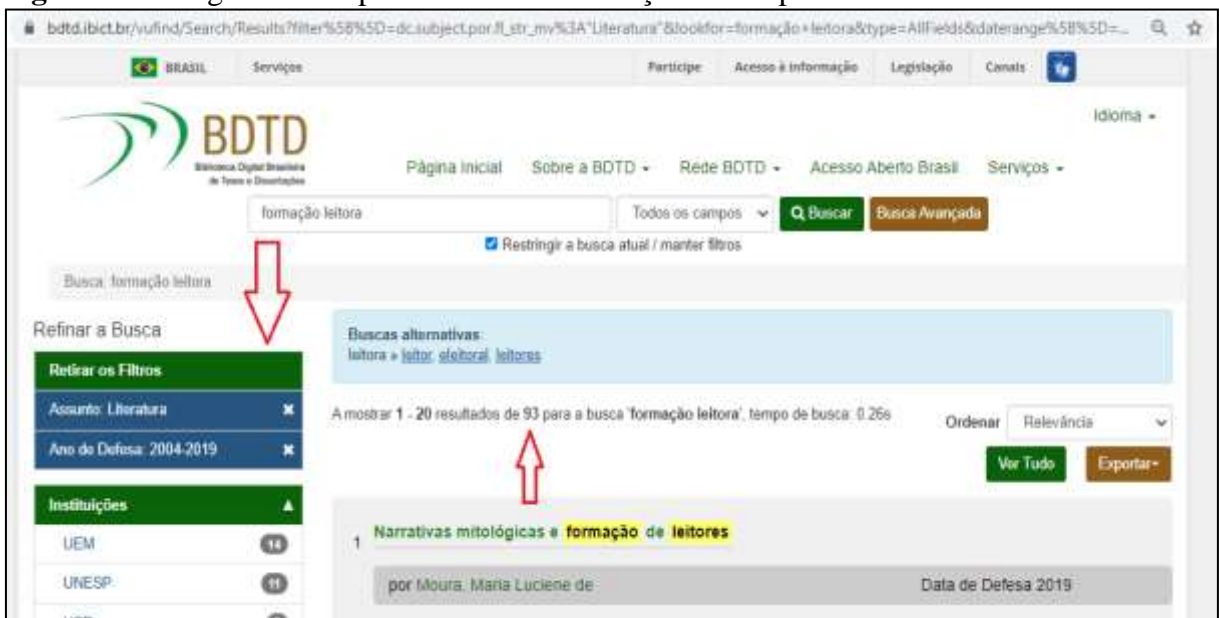 bdtd.ibict.br/vufind/Search/Results?filter%5B%5D=dc.subject.por.fl_str_mv%3A"Literatura"&lookfor=formação+leitora&type=AllFields&daterange%5B%5D=...
BRASIL Serviços Participe Acesso à informação Legislação Canais
Idioma
BDTD
Biblioteca Digital Brasileira
de Teses e Dissertações
Página Inicial Sobre a BDTD Rede BDTD Acesso Aberto Brasil Serviços
formação leitora Todos os campos Buscar Busca Avançada
Restringir a busca atual / manter filtros
Busca: formação leitora
Refinar a Busca
Buscas alternativas:
leitora » leitor, eleitoral, leitores
Retirar os Filtros
Assunto: Literatura ×
A mostrar 1 - 20 resultados de 93 para a busca 'formação leitora', tempo de busca: 0.26s
Ordenar Relevância
Ano de Defesa: 2004-2019 ×
Ver Tudo Exportar
Instituições
UEM 14
1 Narrativas mitológicas e formação de leitores
UNESP 11
por Moura, Maria Luciene de Data de Defesa 2019